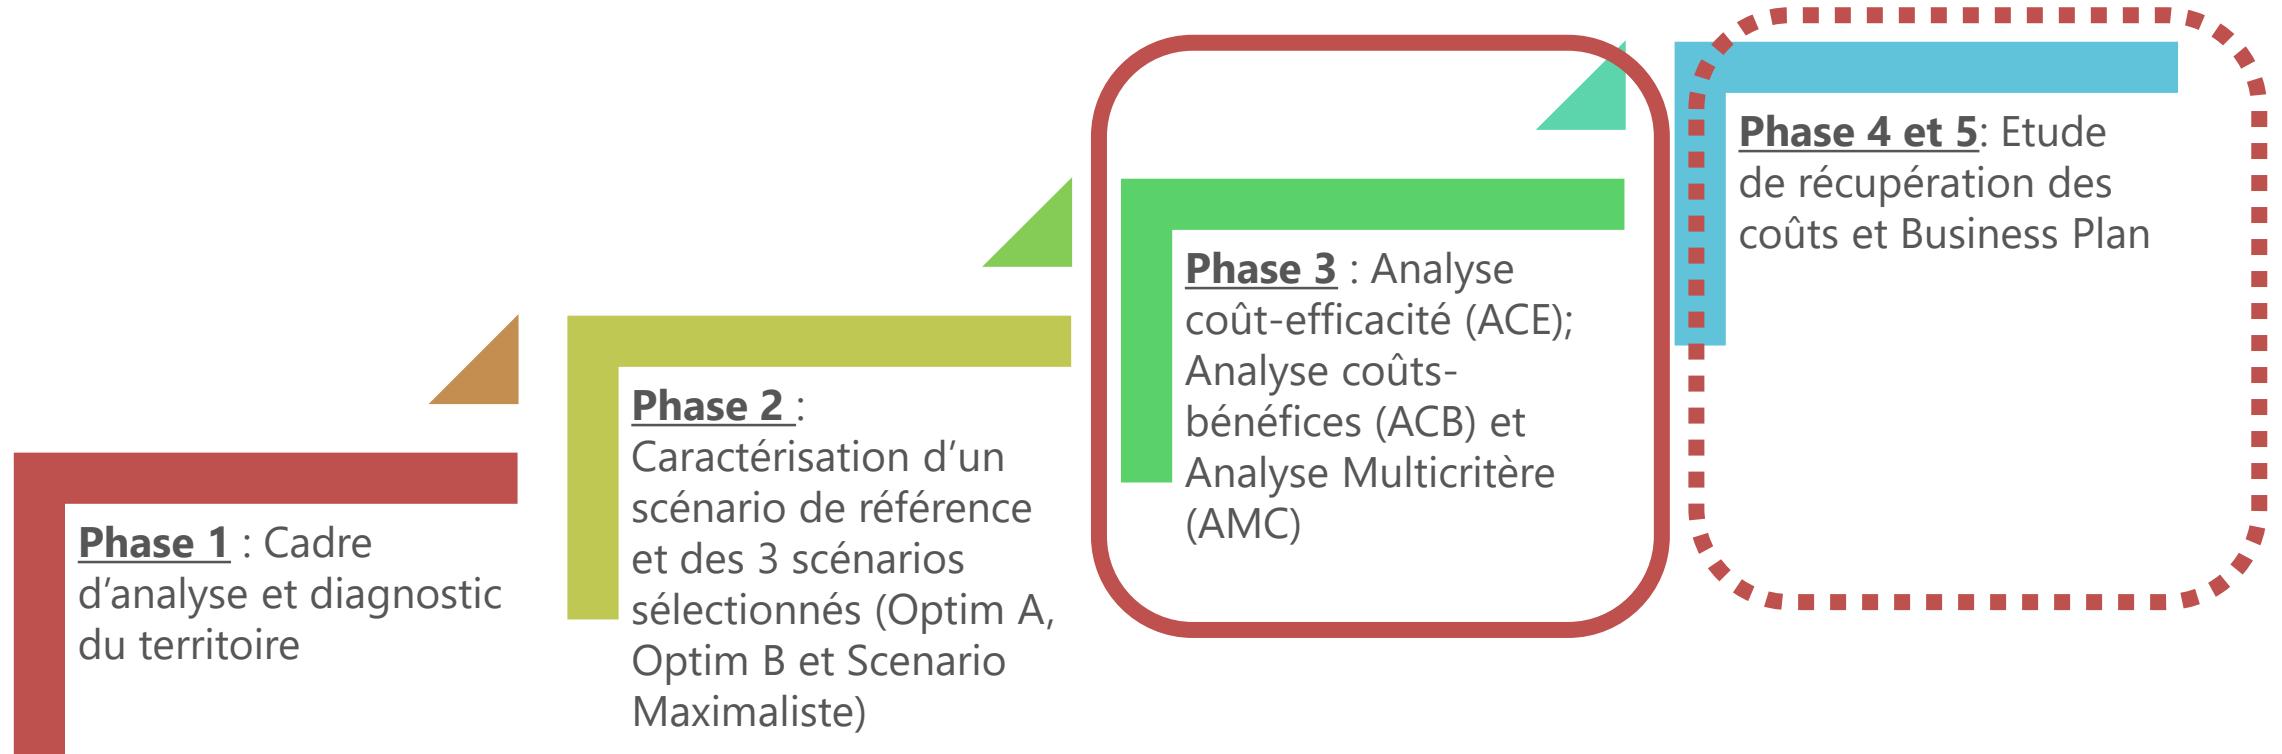 Phase 1 : Cadre
d’analyse et diagnostic
du territoire
Phase 2 :
Caractérisation d’un
scénario de référence
et des 3 scénarios
sélectionnés (Optim A,
Optim B et Scenario
Maximaliste)
Phase 3 : Analyse
coût-efficacité (ACE);
Analyse coûts-
bénéfices (ACB) et
Analyse Multicritère
(AMC)
Phase 4 et 5: Etude
de récupération des
coûts et Business Plan